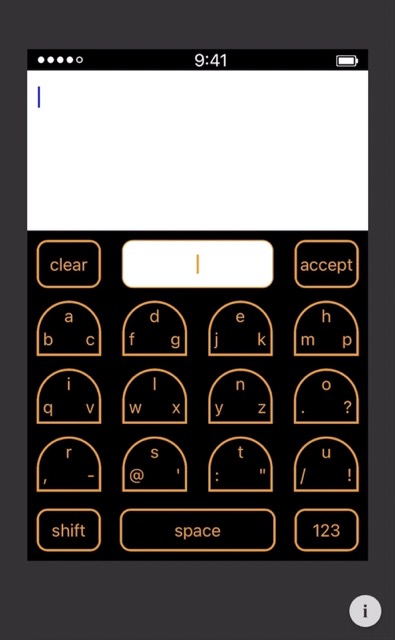 9:41
clear accept
a d e h
b c f g j k m p
i l n o
q v w x y z . ?
r s t u
, - @ ' : " / !
shift space 123
i